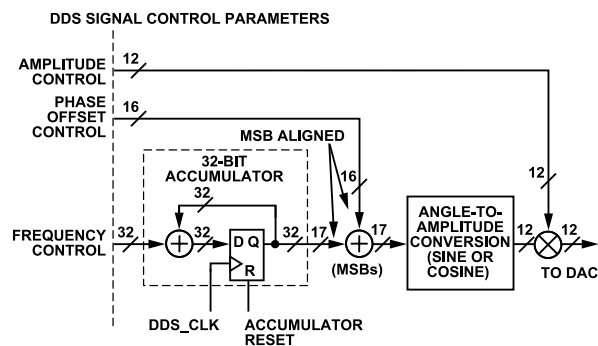 DDS SIGNAL CONTROL PARAMETERS
AMPLITUDE
CONTROL
12
PHASE
OFFSET
CONTROL
16
MSB ALIGNED
32-BIT
ACCUMULATOR
32
16
12
FREQUENCY
CONTROL
32
32
D Q
R
32
17
(MSBs)
17
ANGLE-TO-
AMPLITUDE
CONVERSION
(SINE OR
COSINE)
12
12
TO DAC
DDS_CLK
ACCUMULATOR
RESET